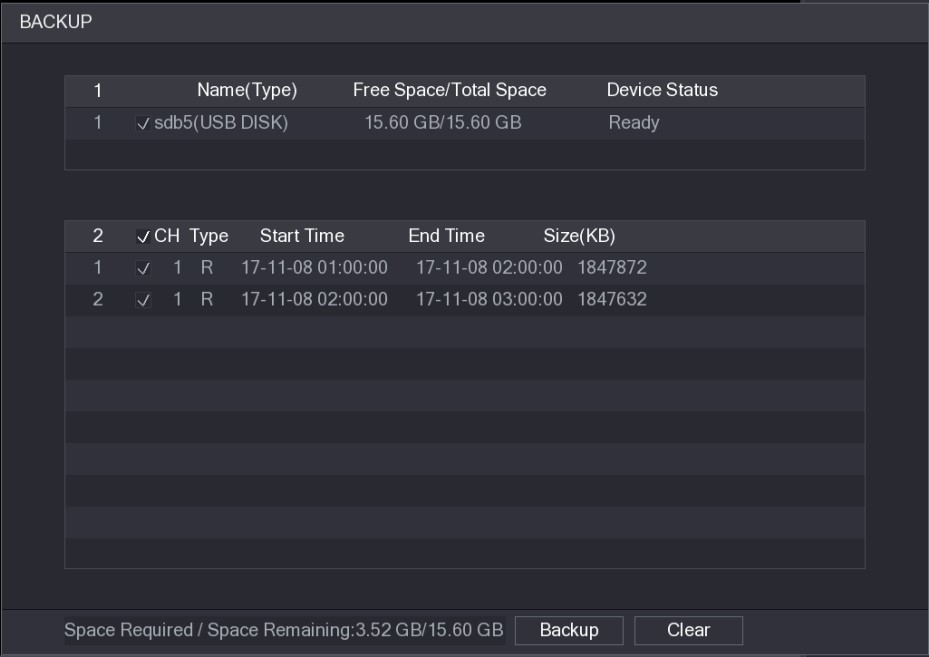 BACKUP
1 Name(Type) Free Space/Total Space Device Status
1 sdb5(USB DISK) 15.60 GB/15.60 GB Ready
2 CH Type Start Time End Time Size(KB)
1 1 R 17-11-08 01:00:00 17-11-08 02:00:00 1847872
2 1 R 17-11-08 02:00:00 17-11-08 03:00:00 1847632
Space Required / Space Remaining:3.52 GB/15.60 GB Backup Clear